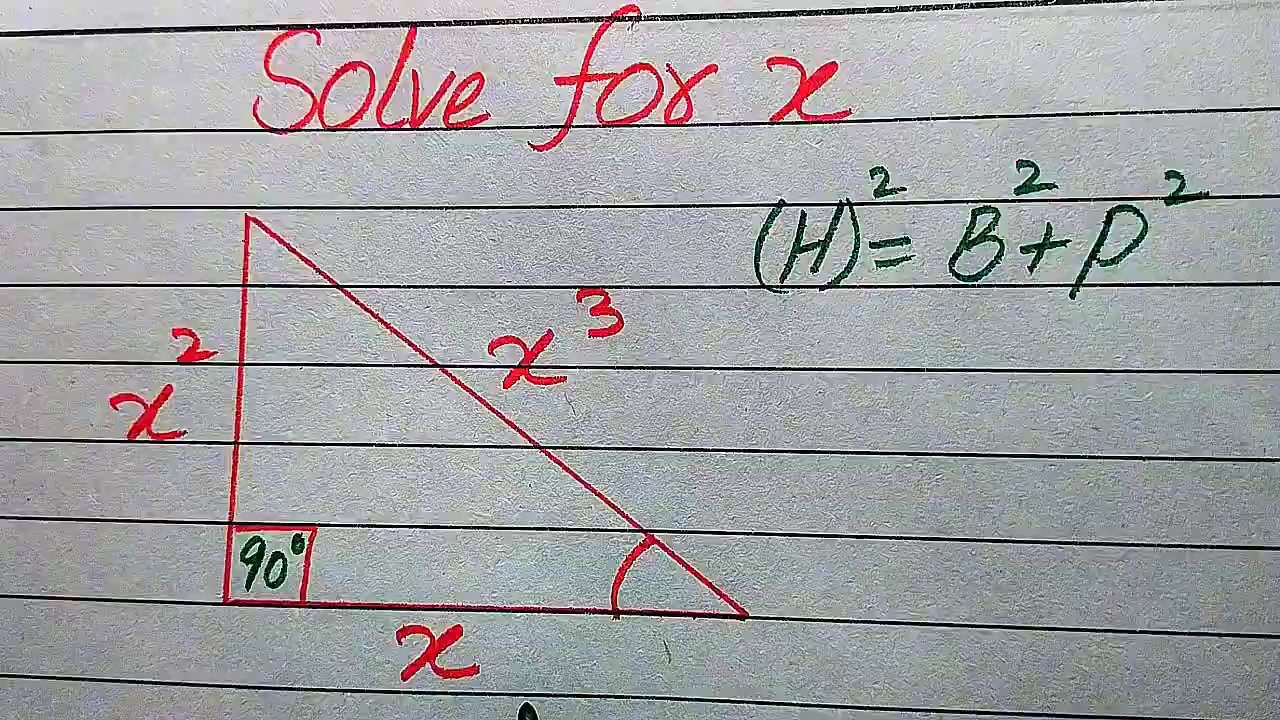 Solve for x
(H)² = B² + P²
x²
x³
90°
x